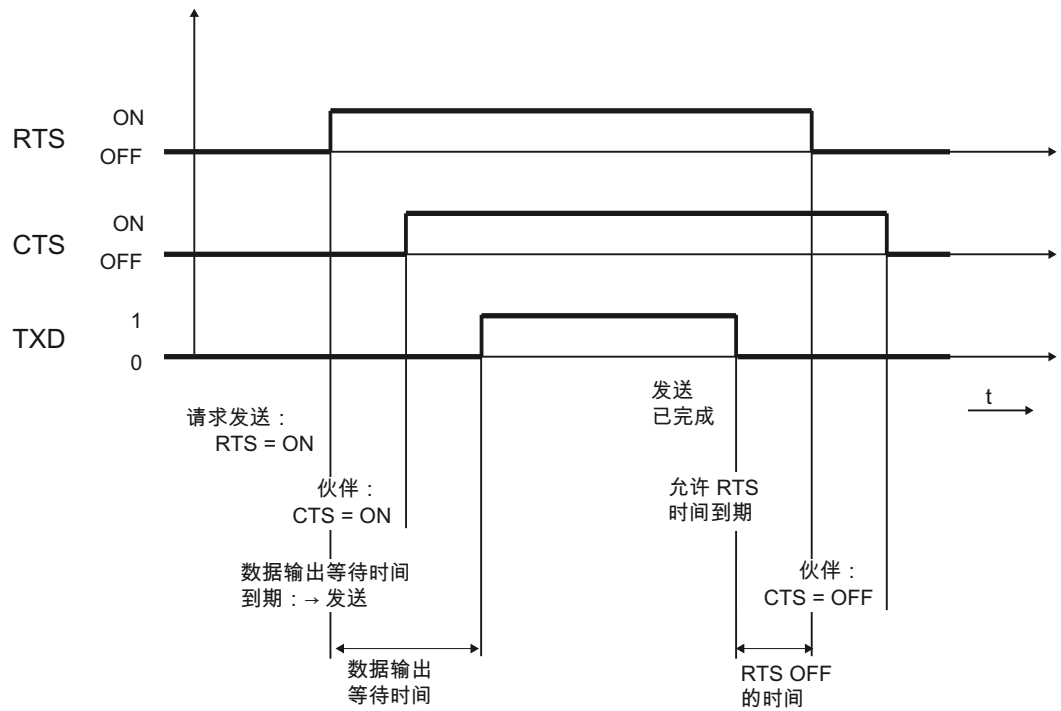 ON
RTS
OFF
ON
CTS
OFF
1
TXD
0
t
请求发送：
RTS = ON
发送
已完成
伙伴：
CTS = ON
允许 RTS
时间到期
数据输出等待时间
到期：→ 发送
伙伴：
CTS = OFF
数据输出
等待时间
RTS OFF
的时间